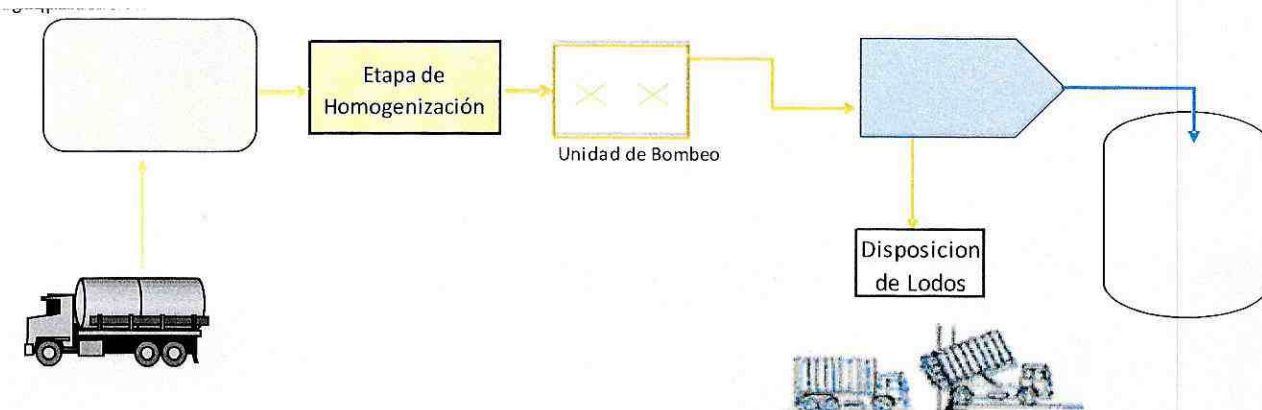 Etapa de
Homogenización
Unidad de Bombeo
Disposicion
de Lodos